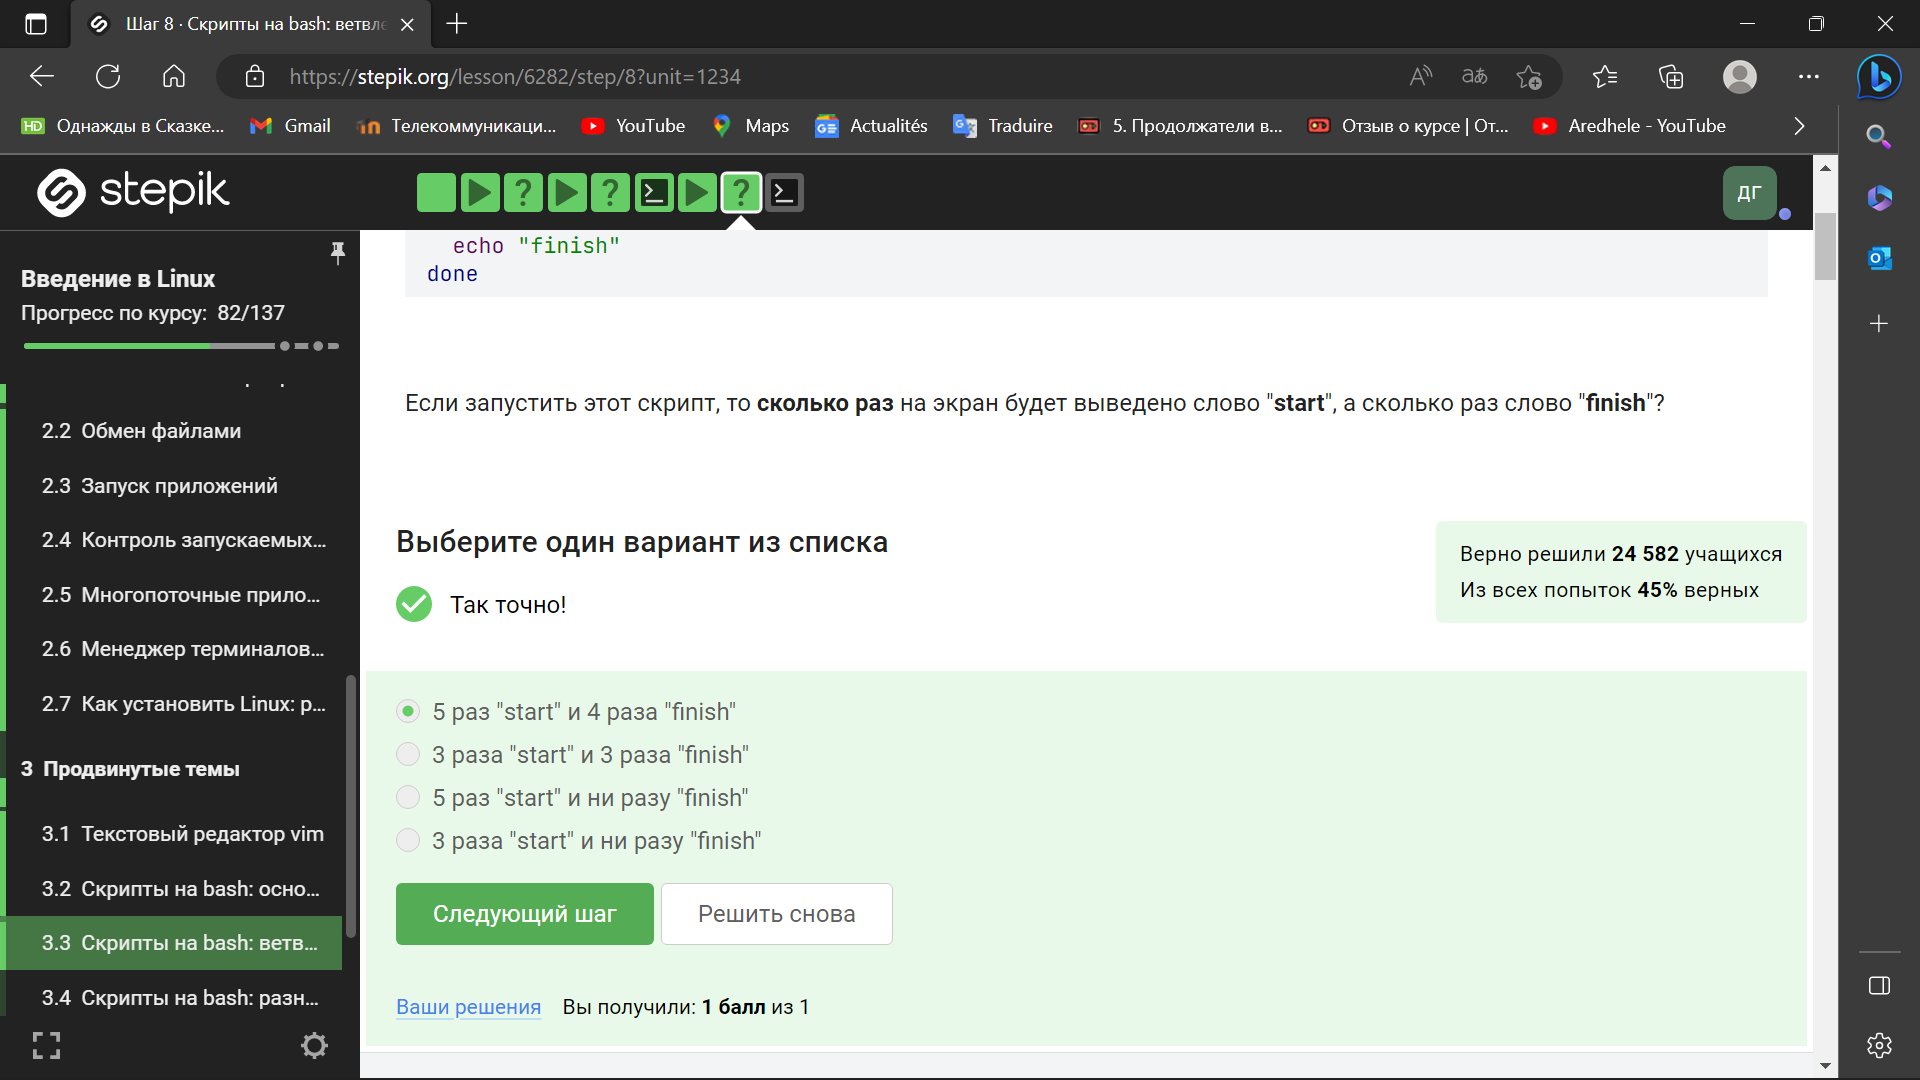 Шаг 8 · Скрипты на bash: ветвле
https://stepik.org/lesson/6282/step/8?unit=1234
HD Однажды в Сказке...
Gmail
Телекоммуникаци...
YouTube
Maps
Actualités
Traduire
5. Продолжатели в...
Отзыв о курсе | От...
Aredhele - YouTube
stepik
ДГ
Введение в Linux
Прогресс по курсу: 82/137
2.2 Обмен файлами
2.3 Запуск приложений
2.4 Контроль запускаемых...
2.5 Многопоточные прило...
2.6 Менеджер терминалов...
2.7 Как установить Linux: р...
3 Продвинутые темы
3.1 Текстовый редактор vim
3.2 Скрипты на bash: осно...
3.3 Скрипты на bash: ветв...
3.4 Скрипты на bash: разн...
echo "finish"
done
Если запустить этот скрипт, то сколько раз на экран будет выведено слово "start", а сколько раз слово "finish"?
Выберите один вариант из списка
Так точно!
Верно решили 24 582 учащихся
Из всех попыток 45% верных
5 раз "start" и 4 раза "finish"
3 раза "start" и 3 раза "finish"
5 раз "start" и ни разу "finish"
3 раза "start" и ни разу "finish"
Следующий шаг
Решить снова
Ваши решения Вы получили: 1 балл из 1